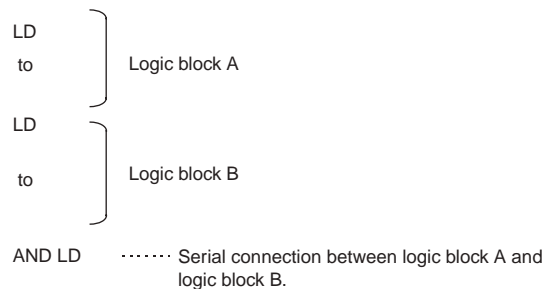 LD
to Logic block A
LD
to Logic block B
AND LD ........ Serial connection between logic block A and
logic block B.